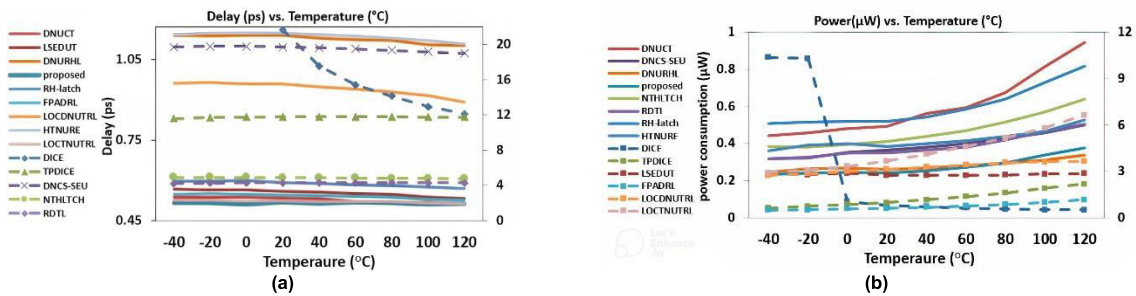 Delay (ps) vs. Temperature (°C)
DNUCT
LSEDUT
DNURHL
proposed
RH-latch
FPADRL
LOCDNUTRL
HTNURE
LOCTNUTRL
DICE
TPDICE
DNCS-SEU
NTHLTCH
RDTL
Delay (ps)
1.05
0.75
0.45
20
16
12
8
4
0
-40 -20 0 20 40 60 80 100 120
Temperaure (°C)
(a)
Power(μW) vs. Temperature (°C)
DNUCT
DNCS-SEU
DNURHL
proposed
NTHLTCH
RDTL
RH-latch
HTNURE
DICE
TPDICE
LSEDUT
FPADRL
LOCDNUTRL
LOCTNUTRL
power consumption (μW)
1
0.8
0.6
0.4
0.2
0
12
9
6
3
0
-40 -20 0 20 40 60 80 100 120
Temperaure (°C)
(b)
Let's
Enhance
.io